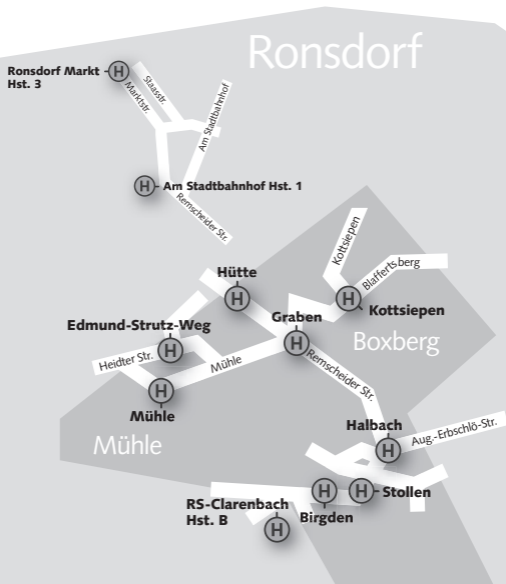 Ronsdorf
Ronsdorf Markt
Hst. 3
H
Staasstr.
Marktstr.
Am Stadtbahnhof
H
Am Stadtbahnhof Hst. 1
Remscheider Str.
Kottsiepen
Blaffertsberg
Hütte
H
H
Kottsiepen
Graben
H
Boxberg
Edmund-Strutz-Weg
H
Heidter Str.
Mühle
Remscheider Str.
H
Mühle
Mühle
Halbach
H
Aug.-Erbschlö-Str.
H
H
Stollen
Birgden
RS-Clarenbach
Hst. B
H